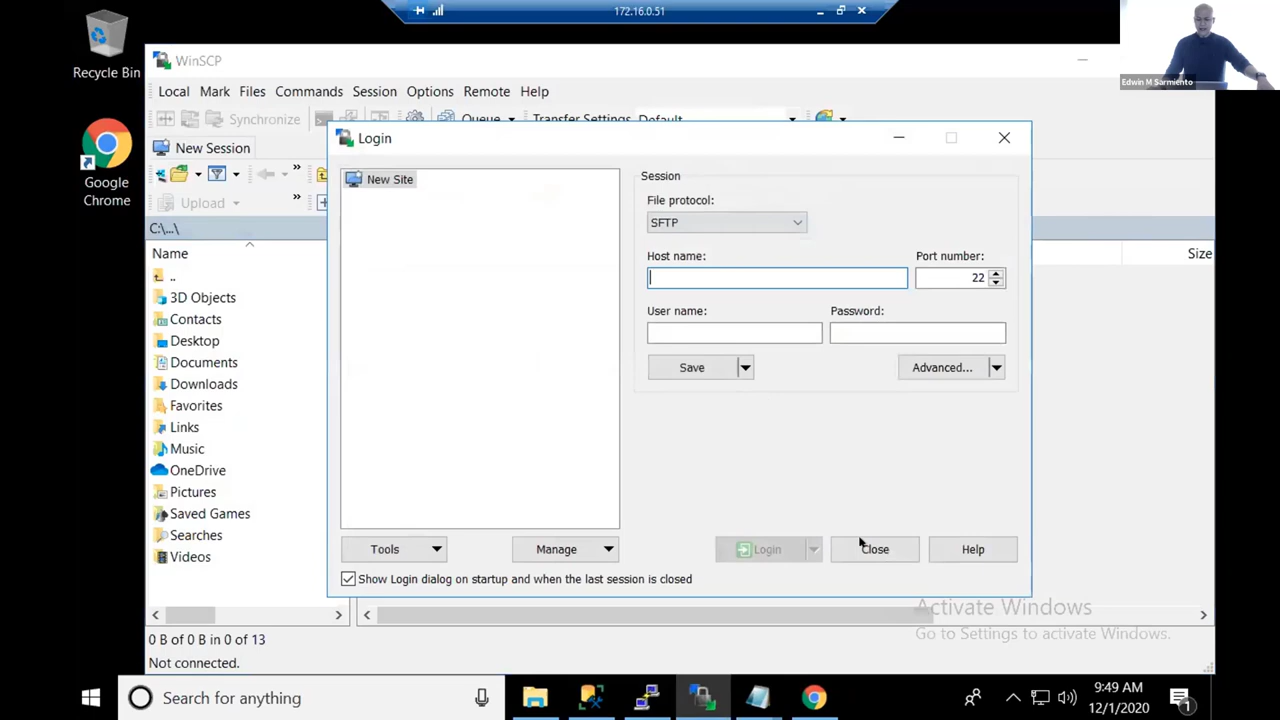 172.16.0.51
Recycle Bin
Google Chrome
WinSCP
Edwin M Sarmiento
Local Mark Files Commands Session Options Remote Help
Synchronize Queue Transfer Settings Default
New Session
Upload
C:\...\
Name
Size
..
3D Objects
Contacts
Desktop
Documents
Downloads
Favorites
Links
Music
OneDrive
Pictures
Saved Games
Searches
Videos
0 B of 0 B in 0 of 13
Not connected.
Login
New Site
Session
File protocol:
SFTP
Host name: Port number:
22
User name: Password:
Save Advanced...
Tools Manage Login Close Help
Show Login dialog on startup and when the last session is closed
Activate Windows
Go to Settings to activate Windows.
Search for anything
9:49 AM
12/1/2020
1